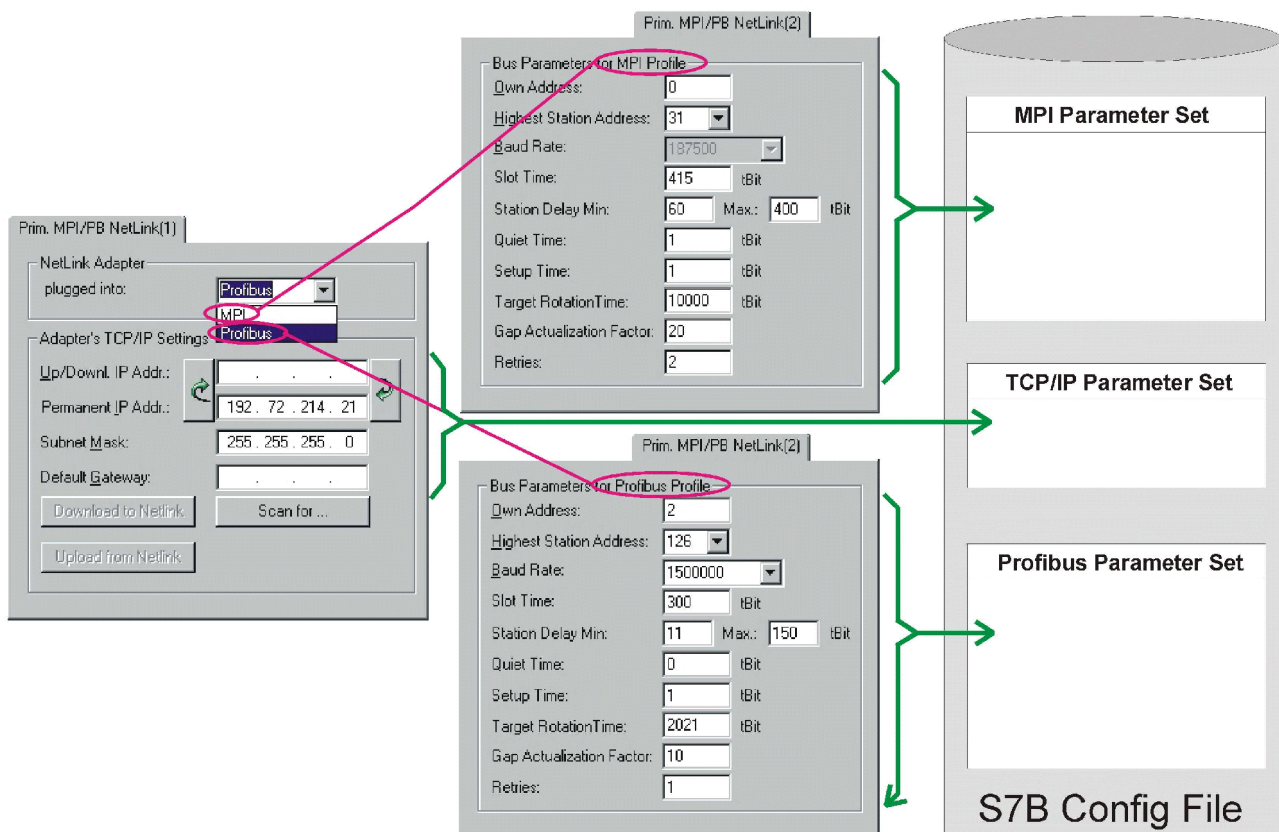 Prim. MPI/PB NetLink(1)
NetLink Adapter
plugged into:
Profibus
MPI
Profibus
Adapter's TCP/IP Settings
Up/Downl. IP Addr.: . . .
Permanent IP Addr.: 192 . 72 . 214 . 21
Subnet Mask: 255 . 255 . 255 . 0
Default Gateway: . . .
Download to Netlink
Scan for ...
Upload from Netlink
Prim. MPI/PB NetLink(2)
Bus Parameters for MPI Profile
Own Address: 0
Highest Station Address: 31
Baud Rate: 187500
Slot Time: 415 tBit
Station Delay Min: 60 Max.: 400 tBit
Quiet Time: 1 tBit
Setup Time: 1 tBit
Target RotationTime: 10000 tBit
Gap Actualization Factor: 20
Retries: 2
Prim. MPI/PB NetLink(2)
Bus Parameters for Profibus Profile
Own Address: 2
Highest Station Address: 126
Baud Rate: 1500000
Slot Time: 300 tBit
Station Delay Min: 11 Max.: 150 tBit
Quiet Time: 0 tBit
Setup Time: 1 tBit
Target RotationTime: 2021 tBit
Gap Actualization Factor: 10
Retries: 1
MPI Parameter Set
TCP/IP Parameter Set
Profibus Parameter Set
S7B Config File